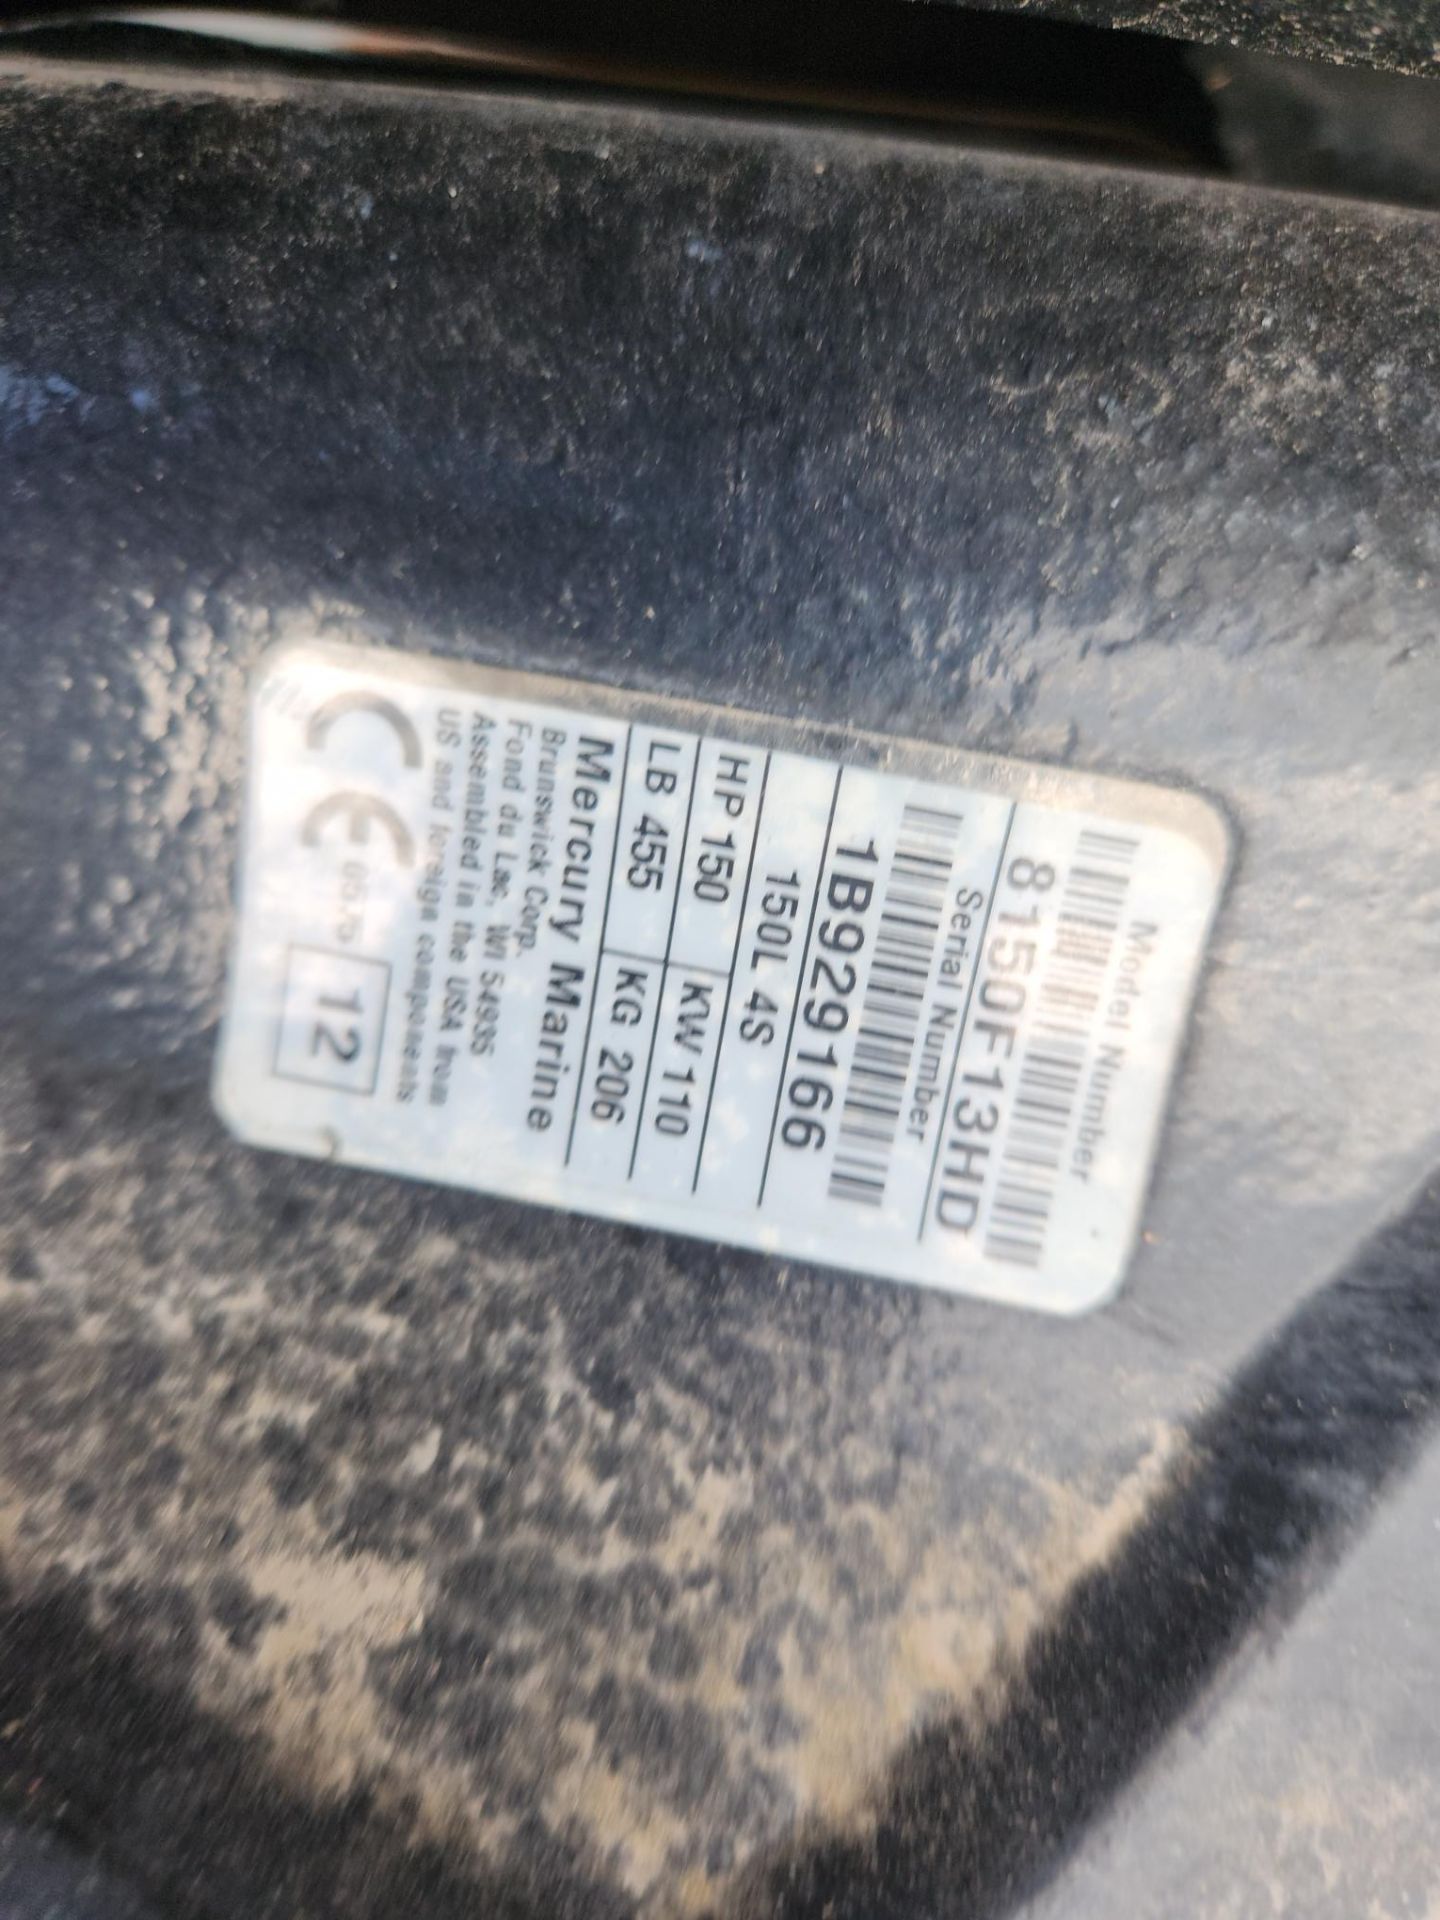 Model Number
8150F13HD
Serial Number
1B929166
150L 4S
HP 150 KW 110
LB 455 KG 206
Mercury Marine
Brunswick Corp.
Fond du Lac, WI 54935
Assembled in the USA from
US and foreign components
CE 12